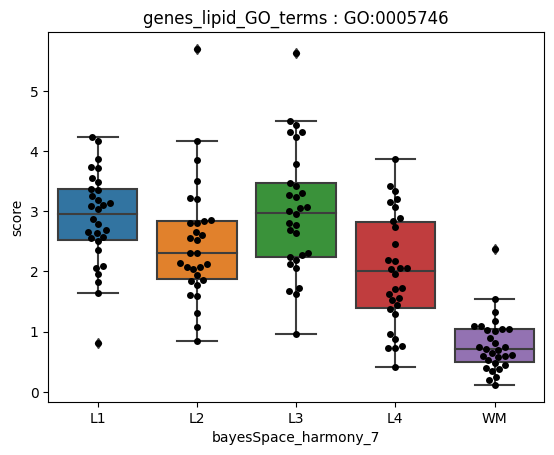 genes_lipid_GO_terms : GO:0005746
score
5
4
3
2
1
0
L1 L2 L3 L4 WM
bayesSpace_harmony_7